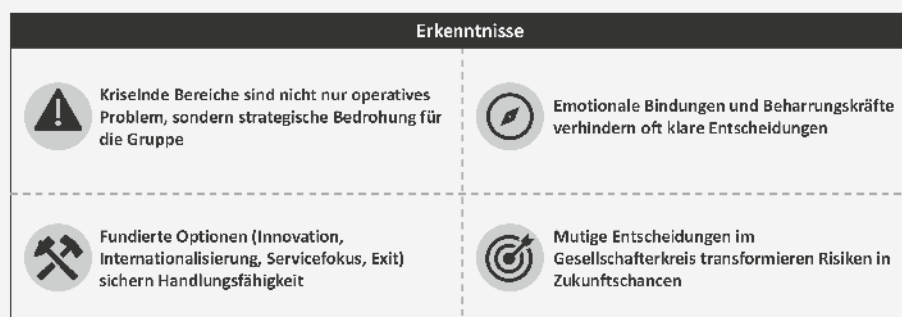 Erkenntnisse
Kriselnde Bereiche sind nicht nur operatives
Problem, sondern strategische Bedrohung für
die Gruppe
Emotionale Bindungen und Beharrungskräfte
verhindern oft klare Entscheidungen
Fundierte Optionen (Innovation,
Internationalisierung, Servicefokus, Exit)
sichern Handlungsfähigkeit
Mutige Entscheidungen im
Gesellschafterkreis transformieren Risiken in
Zukunftschancen